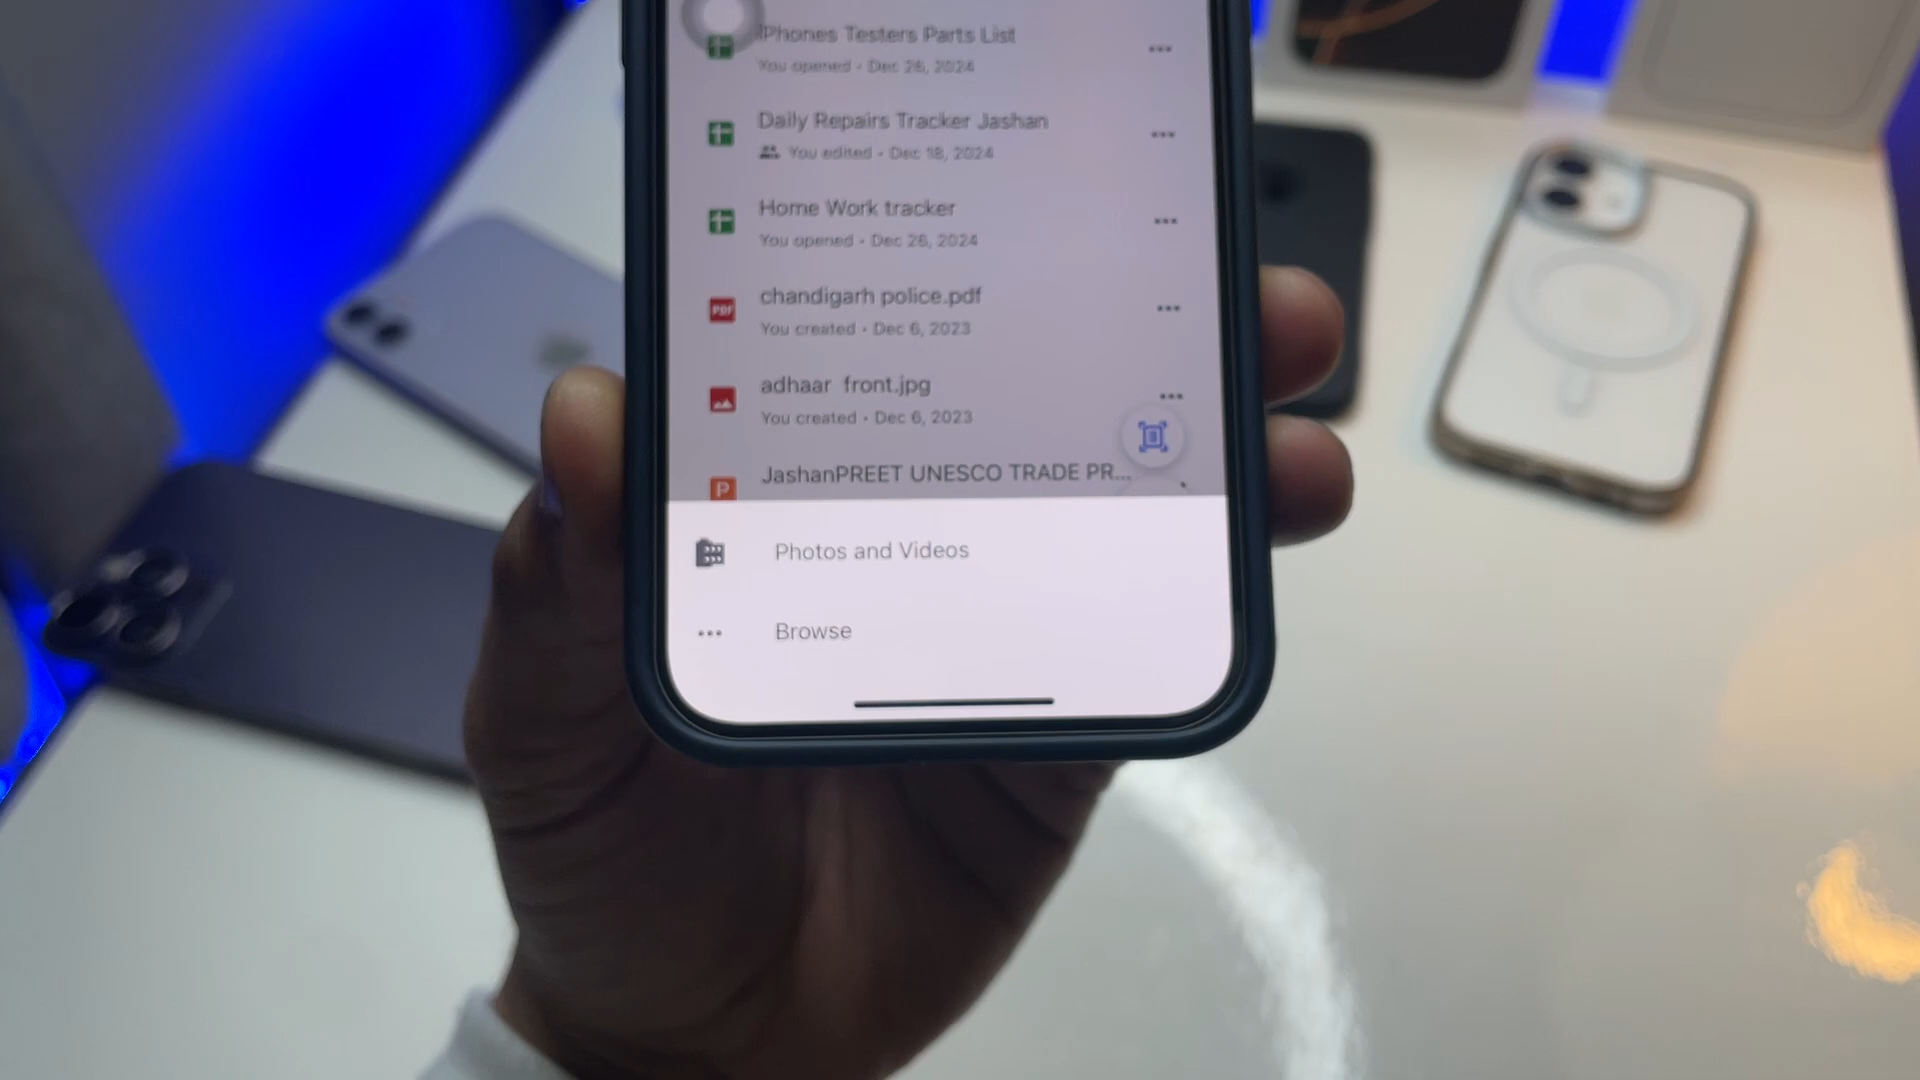 iPhones Testers Parts List
You opened • Dec 26, 2024
Daily Repairs Tracker Jashan
You edited • Dec 18, 2024
Home Work tracker
You opened • Dec 26, 2024
PDF
chandigarh police.pdf
You created • Dec 6, 2023
adhaar front.jpg
You created • Dec 6, 2023
P
JashanPREET UNESCO TRADE PR...
Photos and Videos
Browse